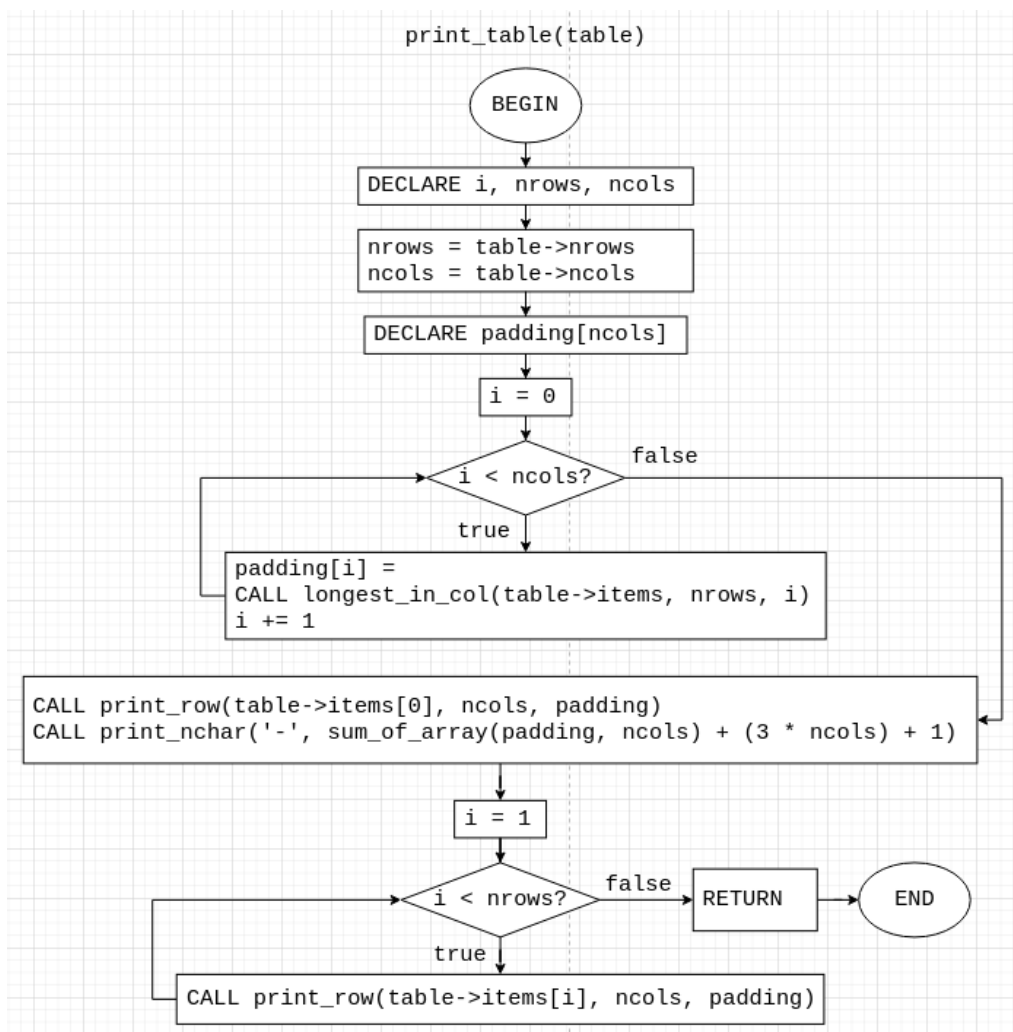 print_table(table)
BEGIN
DECLARE i, nrows, ncols
nrows = table->nrows
ncols = table->ncols
DECLARE padding[ncols]
i = 0
i < ncols?
false
true
padding[i] =
CALL longest_in_col(table->items, nrows, i)
i += 1
CALL print_row(table->items[0], ncols, padding)
CALL print_nchar('-', sum_of_array(padding, ncols) + (3 * ncols) + 1)
i = 1
i < nrows?
false
RETURN
END
true
CALL print_row(table->items[i], ncols, padding)